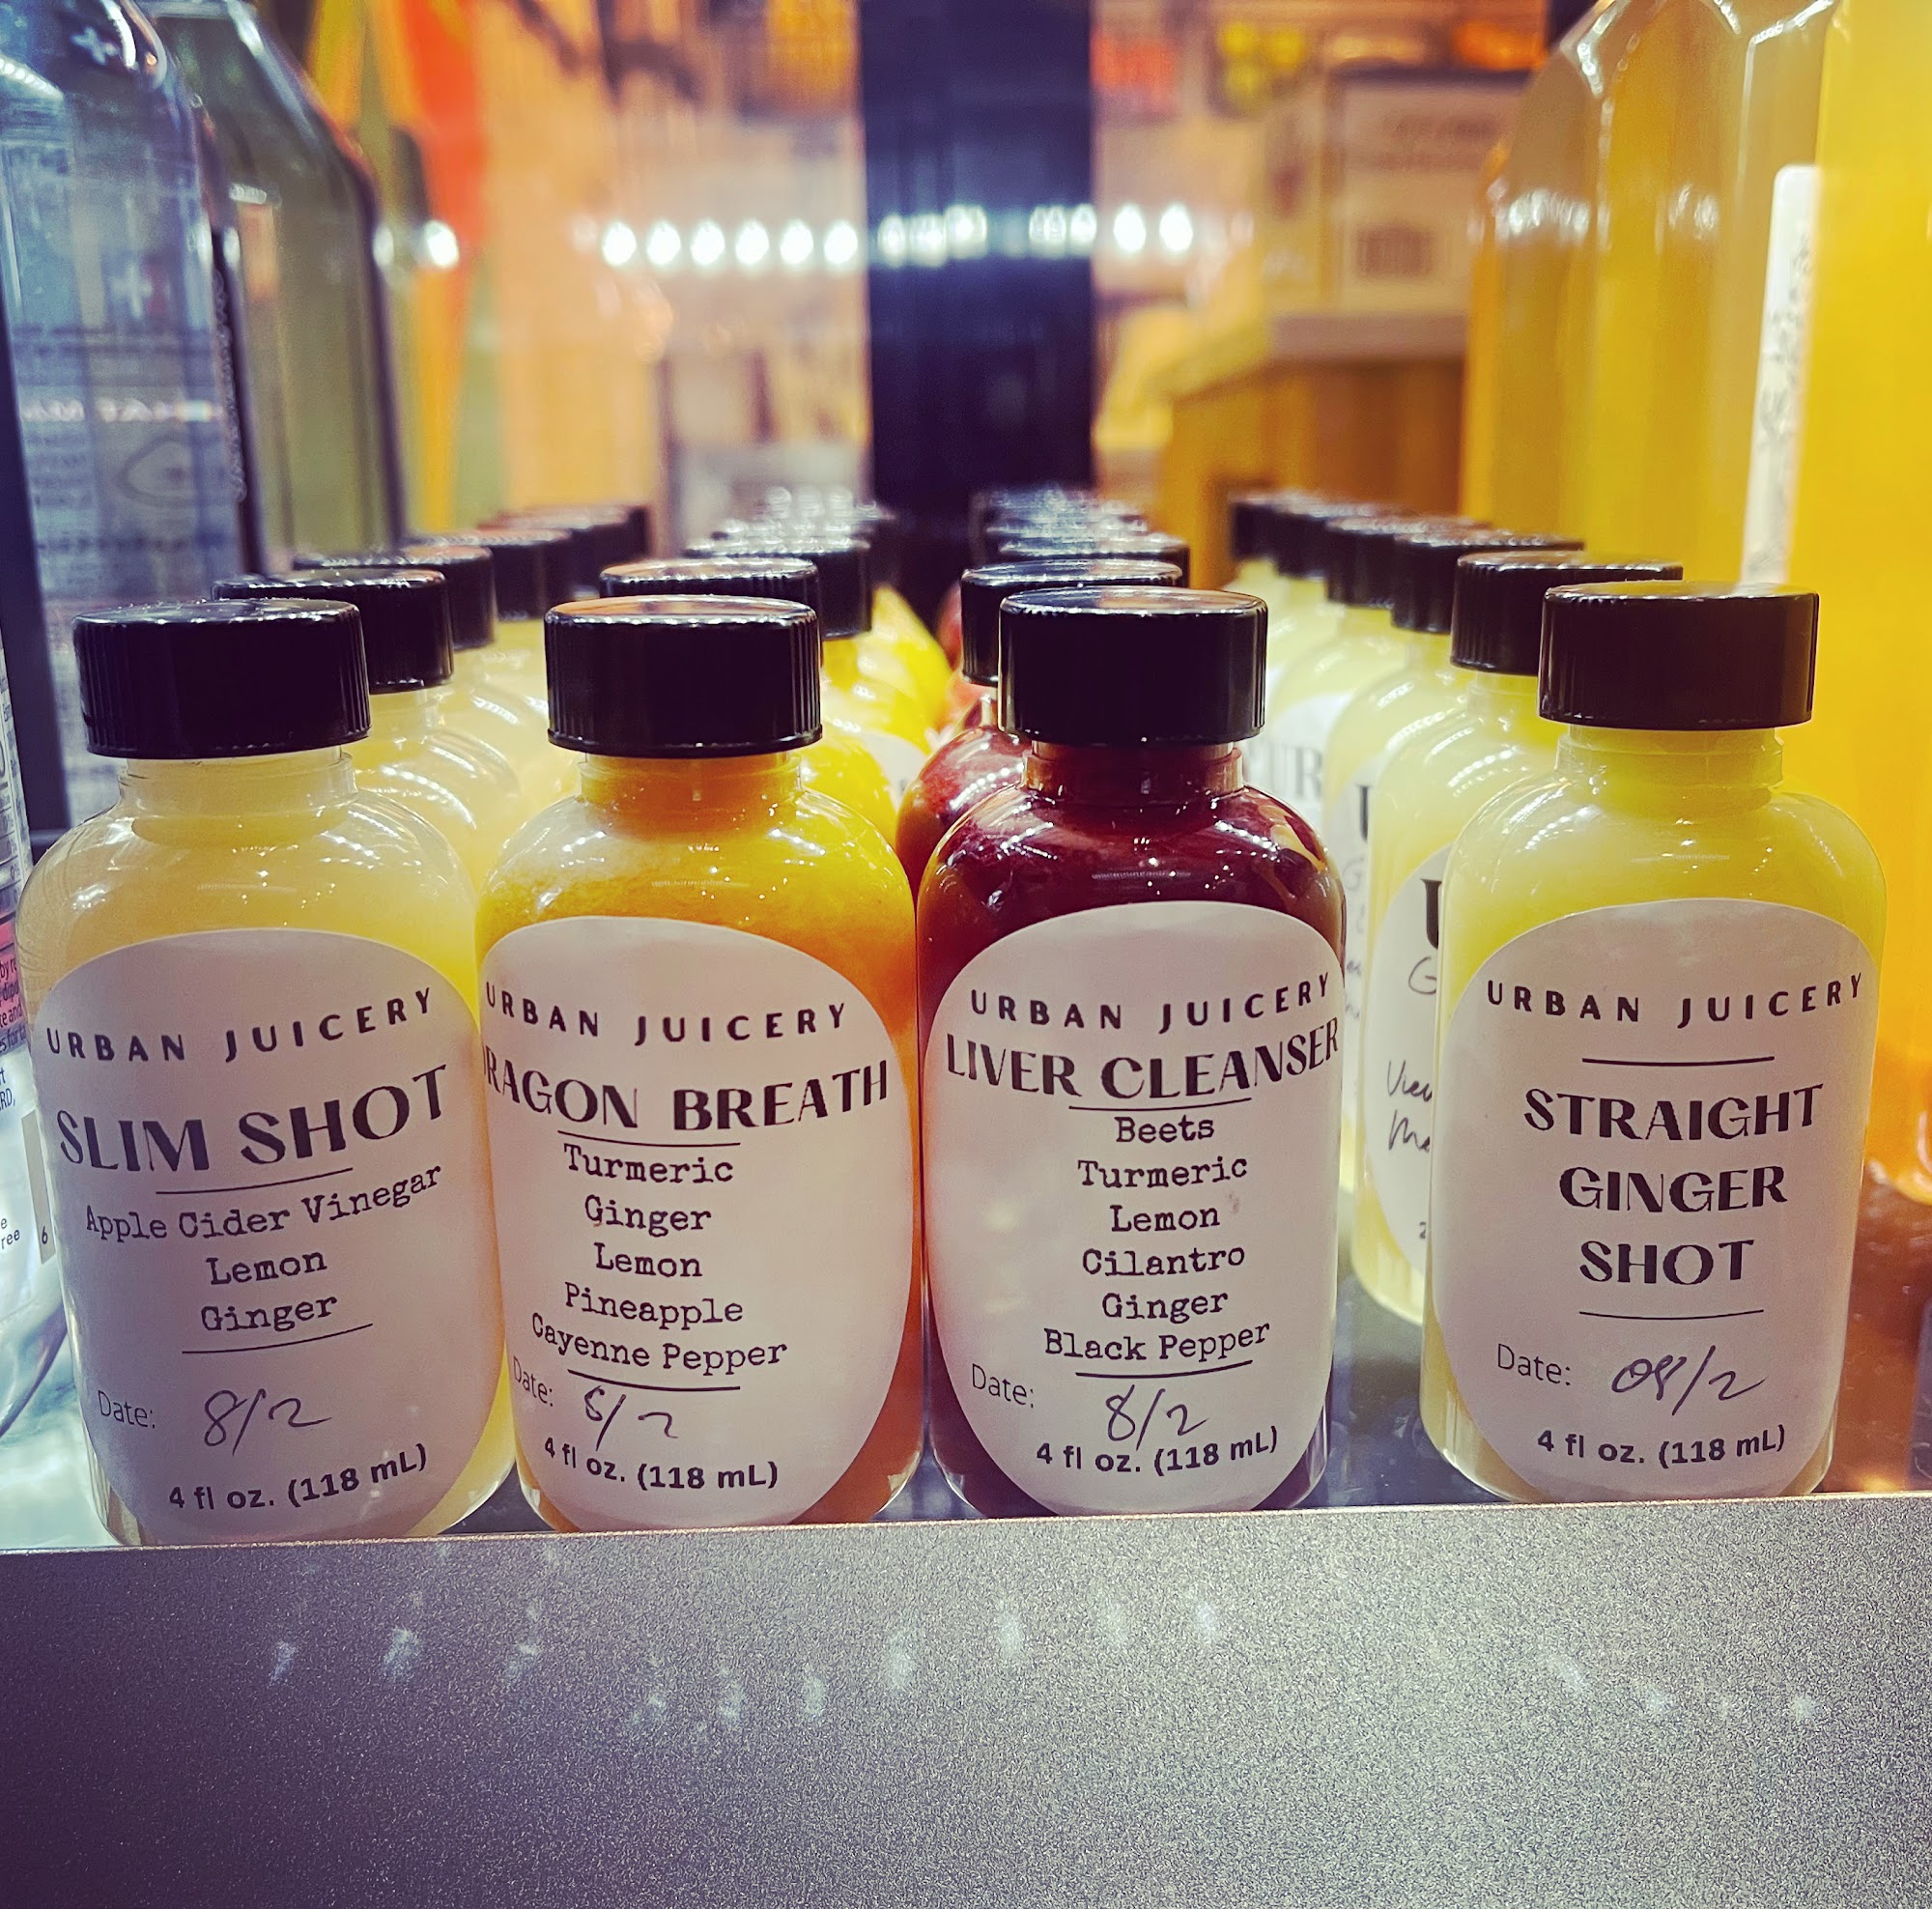 URBAN JUICERY
SLIM SHOT
Apple Cider Vinegar
Lemon
Ginger
Date: 8/2
4 fl oz. (118 mL)
URBAN JUICERY
DRAGON BREATH
Turmeric
Ginger
Lemon
Pineapple
Cayenne Pepper
Date: 8/2
4 fl oz. (118 mL)
URBAN JUICERY
LIVER CLEANSER
Beets
Turmeric
Lemon
Cilantro
Ginger
Black Pepper
Date: 8/2
4 fl oz. (118 mL)
URBAN JUICERY
STRAIGHT
GINGER
SHOT
Date: 08/2
4 fl oz. (118 mL)